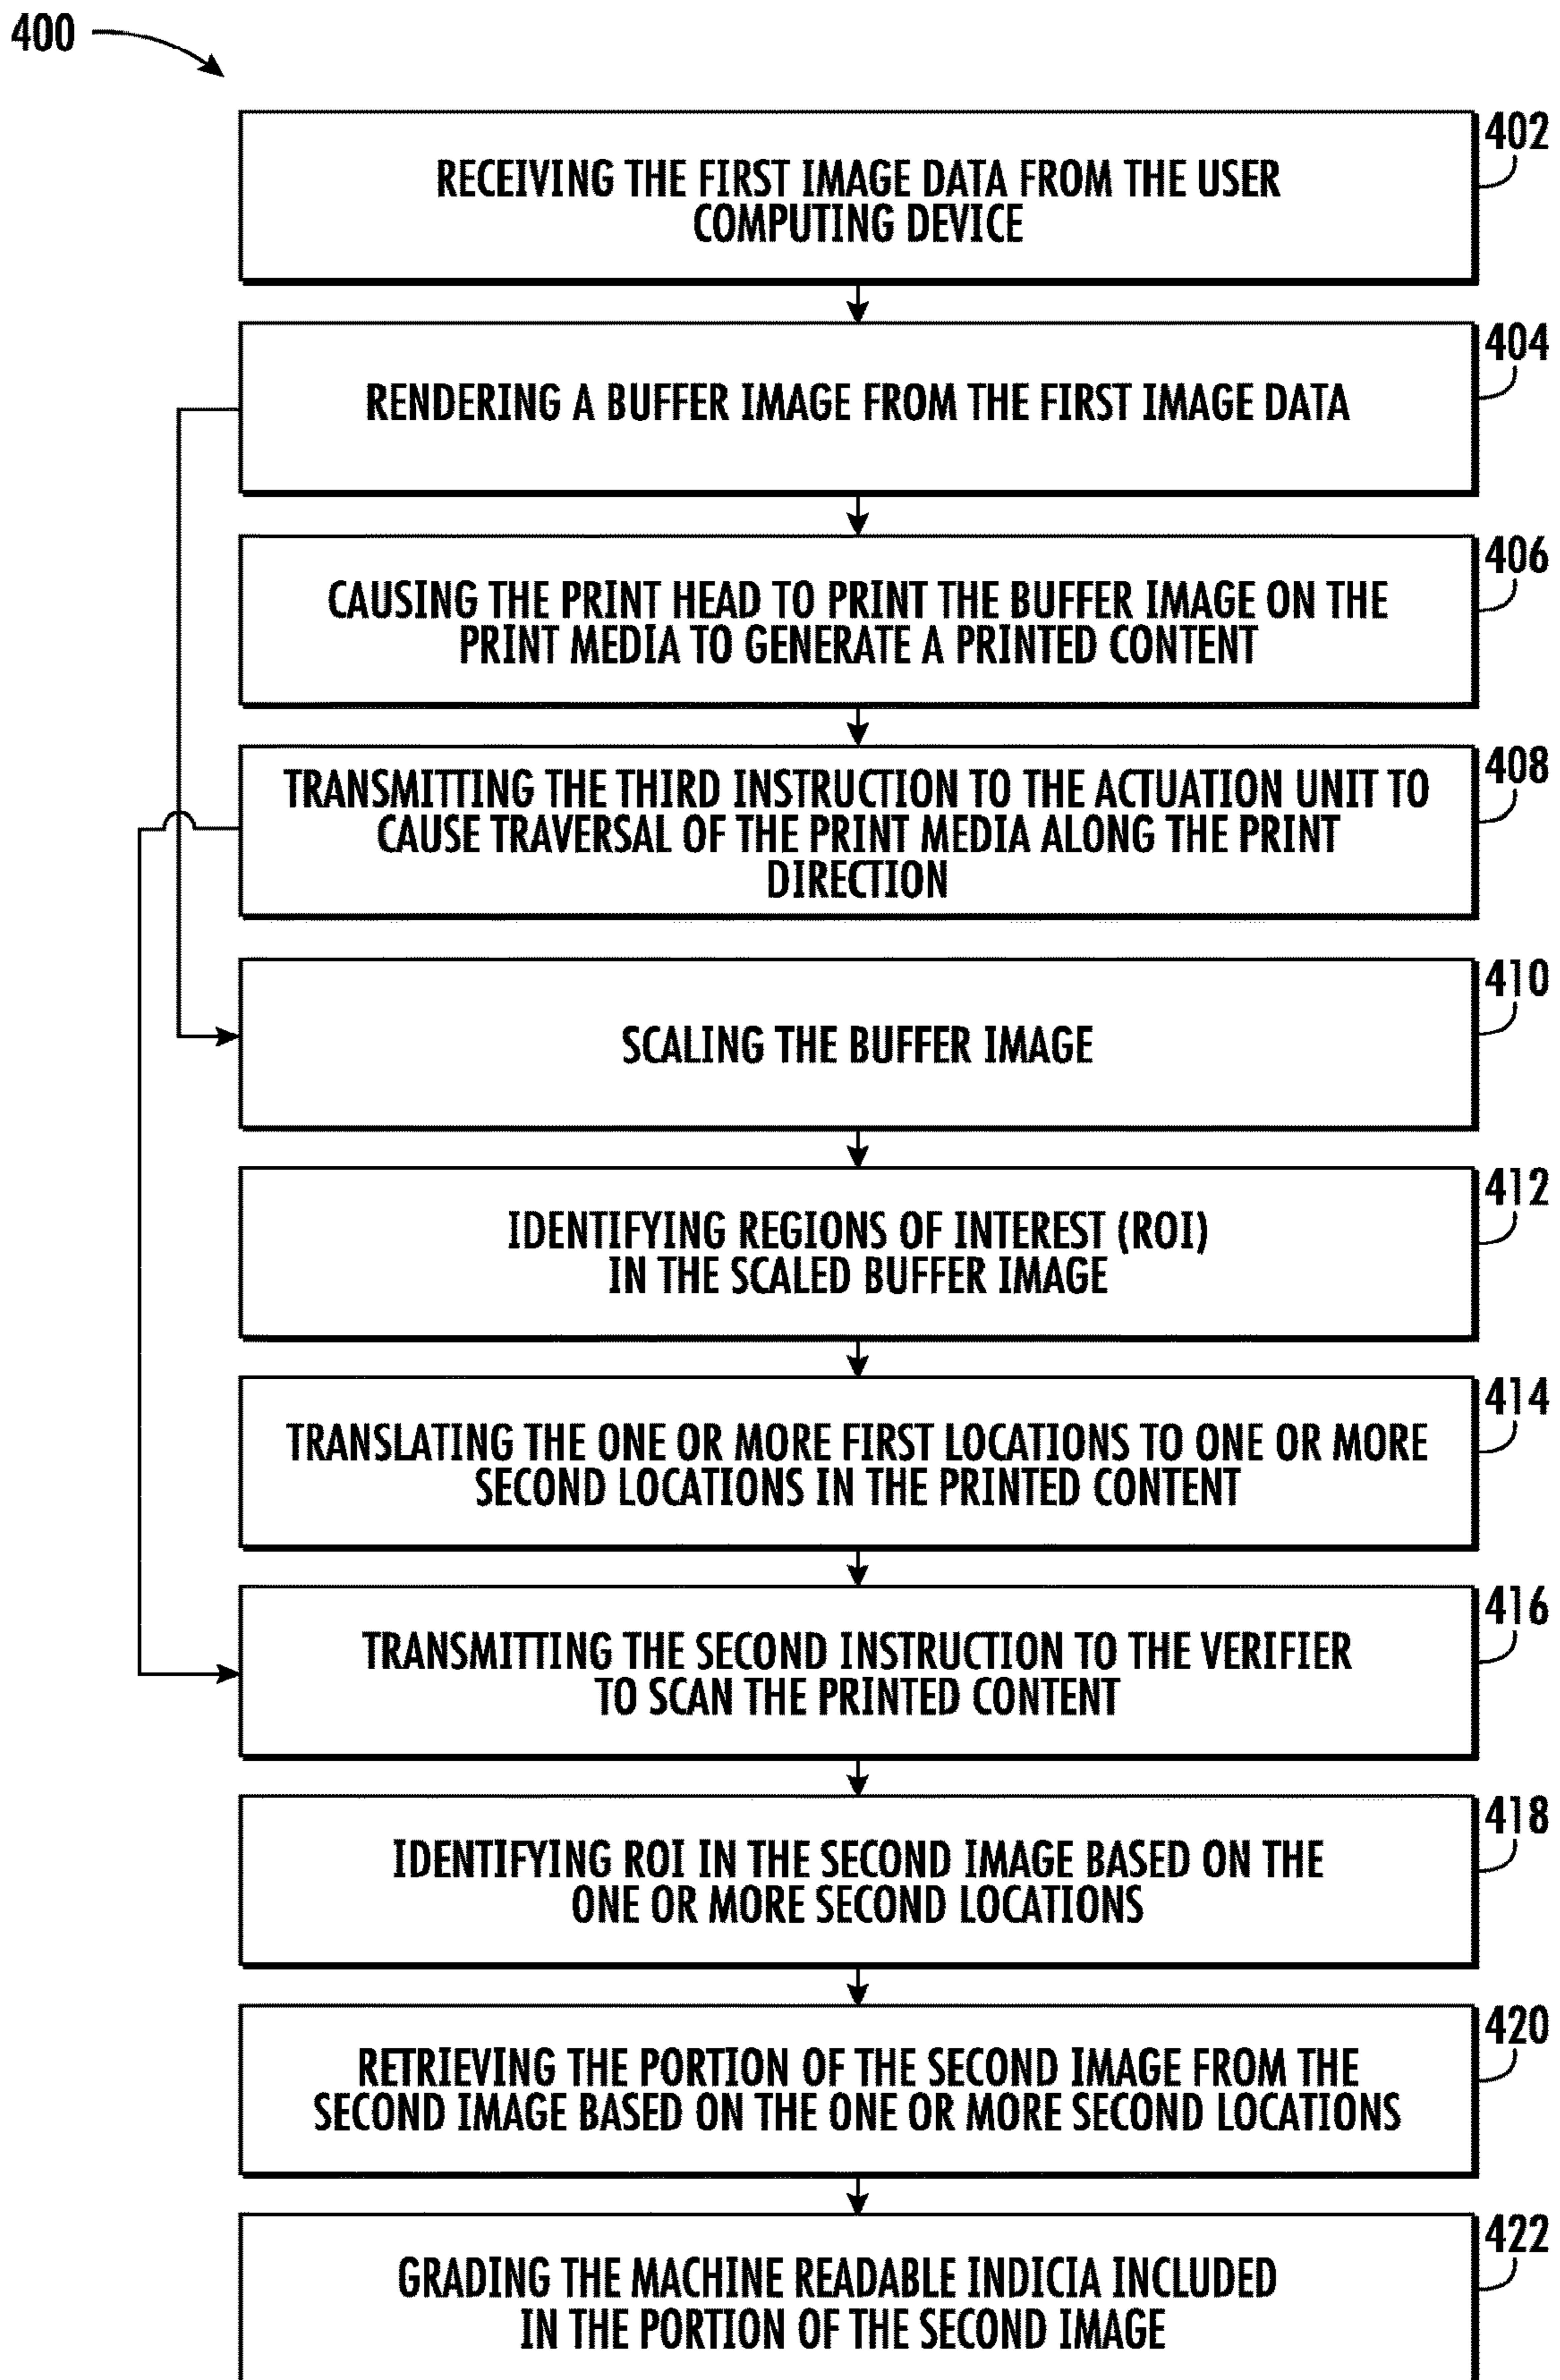 400
402
RECEIVING THE FIRST IMAGE DATA FROM THE USER
COMPUTING DEVICE
404
RENDERING A BUFFER IMAGE FROM THE FIRST IMAGE DATA
406
CAUSING THE PRINT HEAD TO PRINT THE BUFFER IMAGE ON THE
PRINT MEDIA TO GENERATE A PRINTED CONTENT
408
TRANSMITTING THE THIRD INSTRUCTION TO THE ACTUATION UNIT TO
CAUSE TRAVERSAL OF THE PRINT MEDIA ALONG THE PRINT
DIRECTION
410
SCALING THE BUFFER IMAGE
412
IDENTIFYING REGIONS OF INTEREST (ROI)
IN THE SCALED BUFFER IMAGE
414
TRANSLATING THE ONE OR MORE FIRST LOCATIONS TO ONE OR MORE
SECOND LOCATIONS IN THE PRINTED CONTENT
416
TRANSMITTING THE SECOND INSTRUCTION TO THE VERIFIER
TO SCAN THE PRINTED CONTENT
418
IDENTIFYING ROI IN THE SECOND IMAGE BASED ON THE
ONE OR MORE SECOND LOCATIONS
420
RETRIEVING THE PORTION OF THE SECOND IMAGE FROM THE
SECOND IMAGE BASED ON THE ONE OR MORE SECOND LOCATIONS
422
GRADING THE MACHINE READABLE INDICIA INCLUDED
IN THE PORTION OF THE SECOND IMAGE